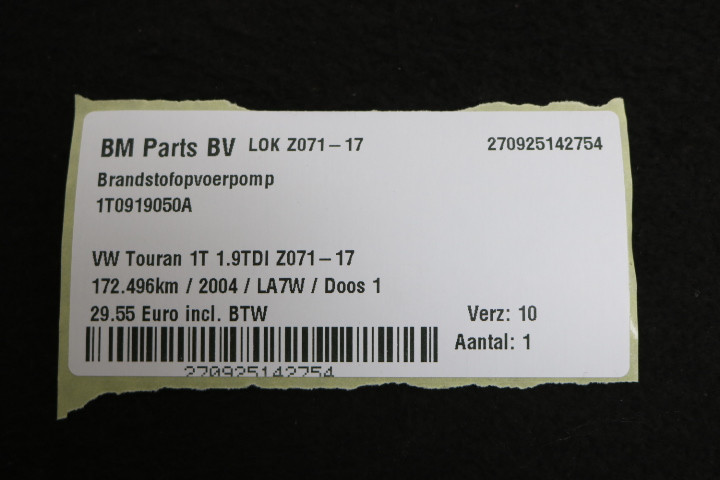 BM Parts BV LOK Z071-17 270925142754
Brandstofopvoerpomp
1T0919050A
VW Touran 1T 1.9TDI Z071-17
172.496km / 2004 / LA7W / Doos 1
29.55 Euro incl. BTW Verz: 10
Aantal: 1
270925142754